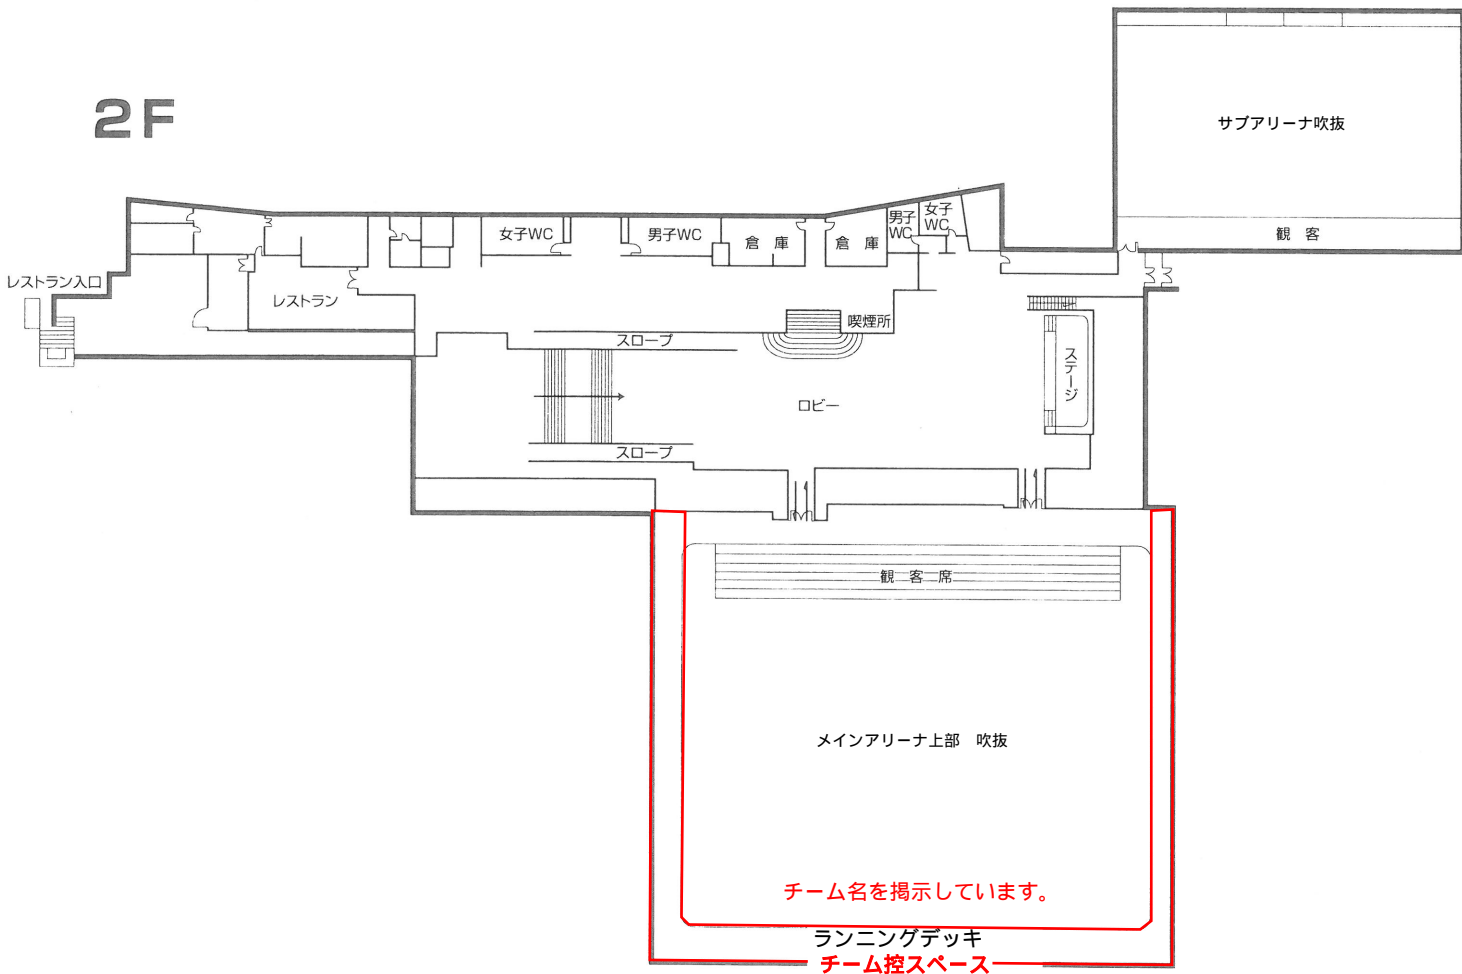 2F
サブアリーナ吹抜
観 客
女子WC
男子WC
倉 庫
倉 庫
男子
WC
女子
WC
レストラン入口
レストラン
喫煙所
スロープ
ステージ
ロビー
スロープ
観 客 席
メインアリーナ上部 吹抜
チーム名を掲示しています。
ランニングデッキ
チーム控スペース